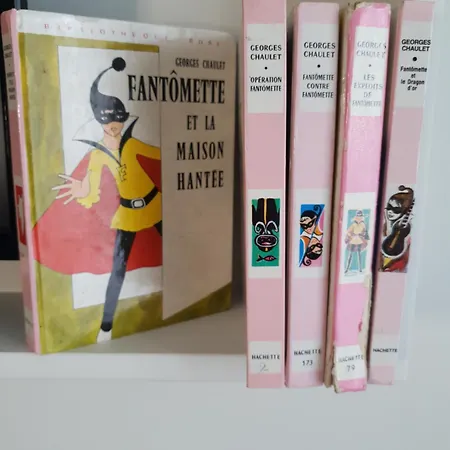 BIBLIOTHÈQUE ROSE
GEORGES CHAULET
FANTÔMETTE
ET LA
MAISON
HANTÉE
GEORGES
CHAULET
OPÉRATION
FANTÔMETTE
HACHETTE
GEORGES
CHAULET
FANTÔMETTE
CONTRE
FANTÔMETTE
HACHETTE
173
GEORGES
CHAULET
LES
EXPLOITS DE
FANTÔMETTE
HACHETTE
79
GEORGES
CHAULET
Fantômette
et
le Dragon
d'or
HACHETTE